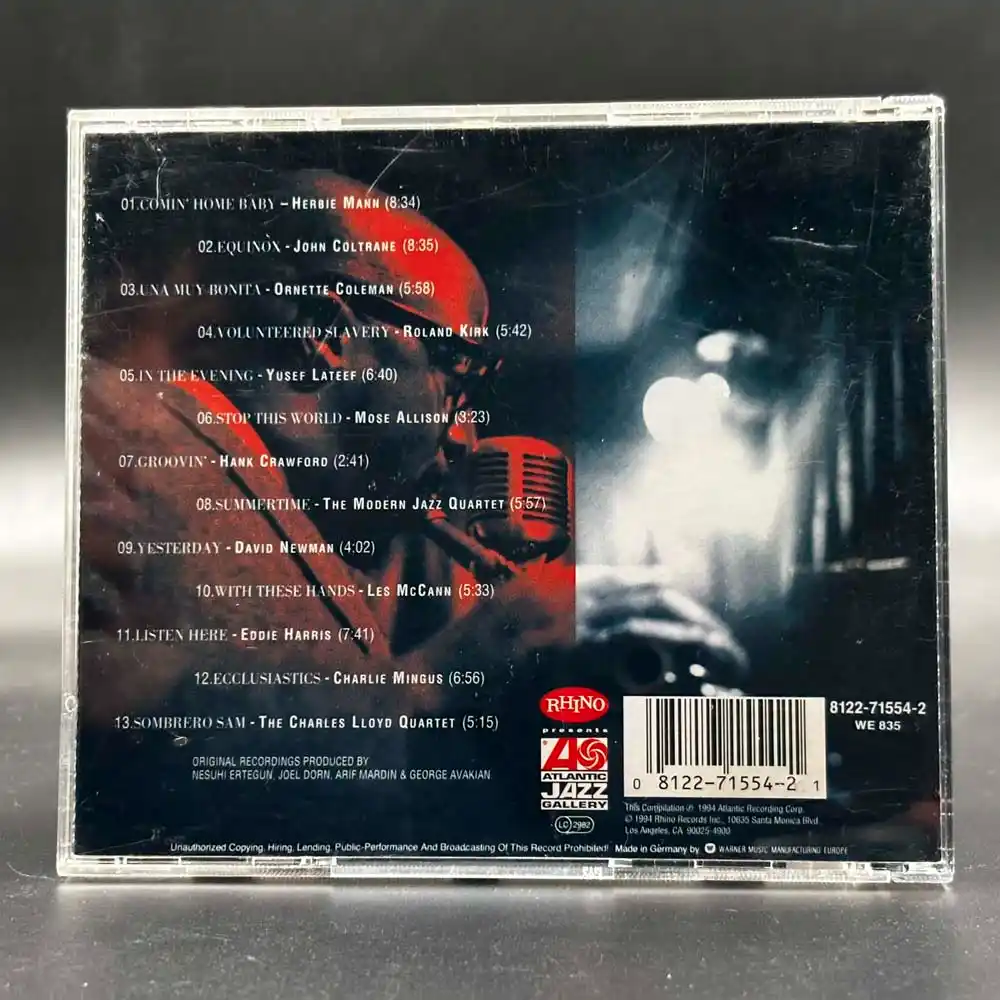 01.COMIN' HOME BABY – HERBIE MANN (8:34)
02.EQUINOX - JOHN COLTRANE (8:35)
03.UNA MUY BONITA - ORNETTE COLEMAN (5:58)
04.VOLUNTEERED SLAVERY - ROLAND KIRK (5:42)
05.IN THE EVENING - YUSEF LATEEF (6:40)
06.STOP THIS WORLD - MOSE ALLISON (3:23)
07.GROOVIN' - HANK CRAWFORD (2:41)
08.SUMMERTIME - THE MODERN JAZZ QUARTET (5:57)
09.YESTERDAY - DAVID NEWMAN (4:02)
10.WITH THESE HANDS - LES MCCANN (5:33)
11.LISTEN HERE - EDDIE HARRIS (7:41)
12.ECCLUSIASTICS - CHARLIE MINGUS (6:56)
13.SOMBRERO SAM - THE CHARLES LLOYD QUARTET (5:15)
ORIGINAL RECORDINGS PRODUCED BY
NESUHI ERTEGUN, JOEL DORN, ARIF MARDIN & GEORGE AVAKIAN
RHINO
presents
A
ATLANTIC
JAZZ
GALLERY
LC 2982
8122-71554-2
WE 835
0 8122-71554-2 1
This Compilation ℗ 1994 Atlantic Recording Corp.
© 1994 Rhino Records Inc., 10635 Santa Monica Blvd.
Los Angeles, CA 90025-4900
Unauthorized Copying, Hiring, Lending, Public-Performance And Broadcasting Of This Record Prohibited! Made in Germany by WARNER MUSIC MANUFACTURING EUROPE